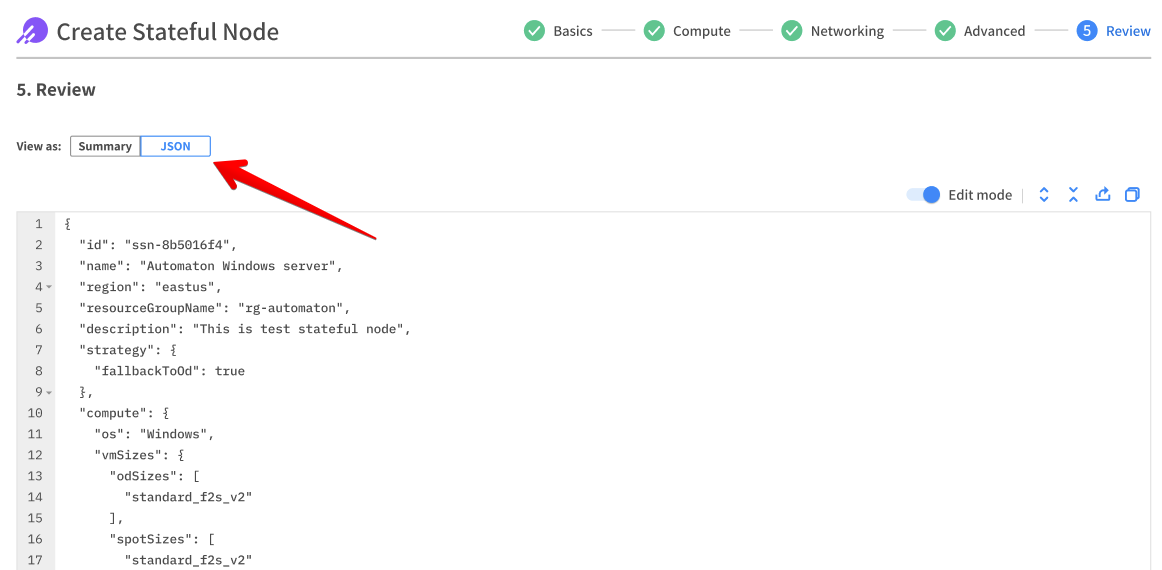 Create Stateful Node
Basics Compute Networking Advanced 5 Review
5. Review
View as: Summary JSON
Edit mode
1 {
2 "id": "ssn-8b5016f4",
3 "name": "Automaton Windows server",
4 "region": "eastus",
5 "resourceGroupName": "rg-automaton",
6 "description": "This is test stateful node",
7 "strategy": {
8 "fallbackToOd": true
9 },
10 "compute": {
11 "os": "Windows",
12 "vmSizes": {
13 "odSizes": [
14 "standard_f2s_v2"
15 ],
16 "spotSizes": [
17 "standard_f2s_v2"